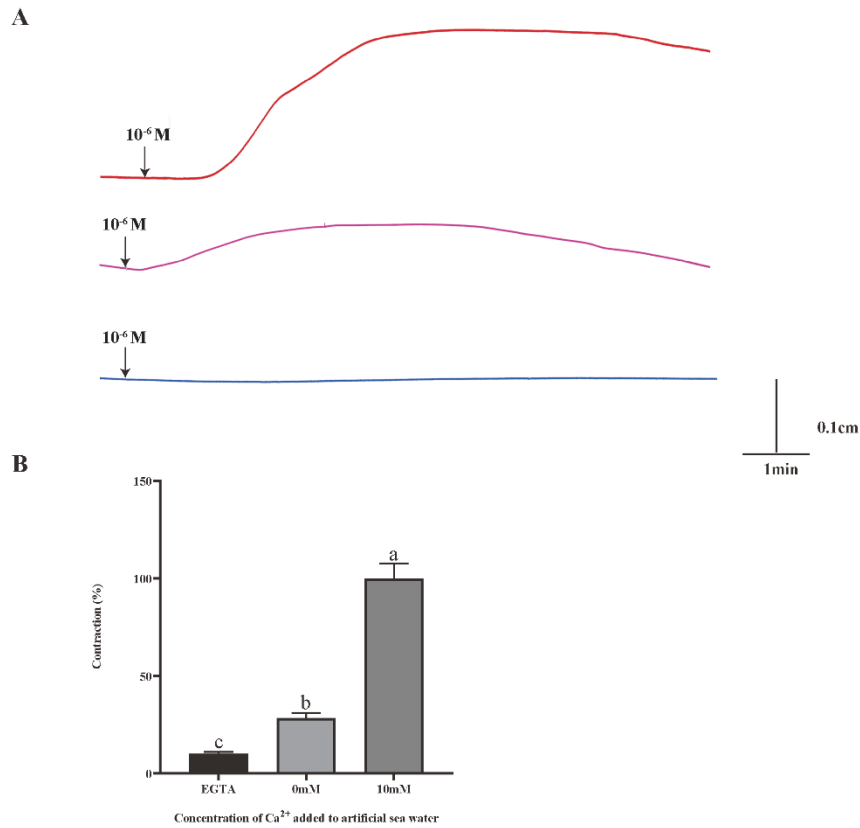 A
10⁻⁶ M
10⁻⁶ M
10⁻⁶ M
0.1cm
1min
B
150
100
50
0
Contraction (%)
a
b
c
EGTA
0mM
10mM
Concentration of Ca²⁺ added to artificial sea water